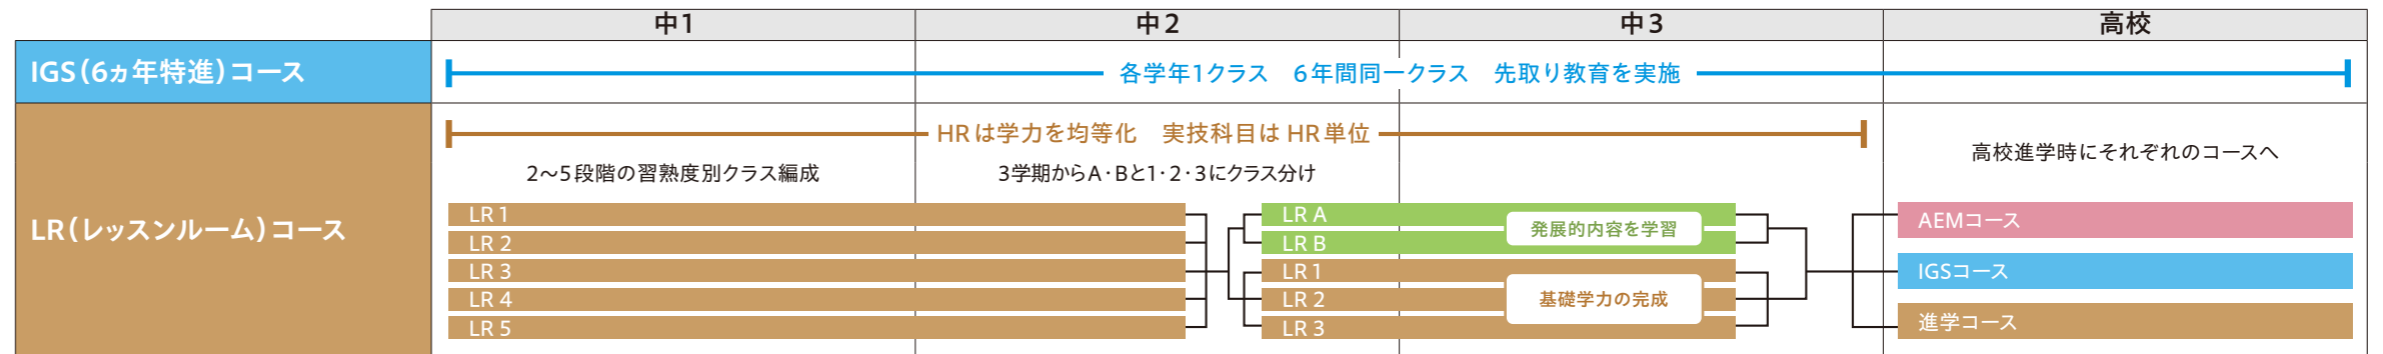 中1 中2 中3 高校
IGS（6ヵ年特進）コース
各学年1クラス　6年間同一クラス　先取り教育を実施
LR（レッスンルーム）コース
HRは学力を均等化　実技科目は HR単位
2～5段階の習熟度別クラス編成
3学期からA・Bと1・2・3にクラス分け
高校進学時にそれぞれのコースへ
LR 1
LR 2
LR 3
LR 4
LR 5
LR A
LR B
発展的内容を学習
LR 1
LR 2
LR 3
基礎学力の完成
AEMコース
IGSコース
進学コース